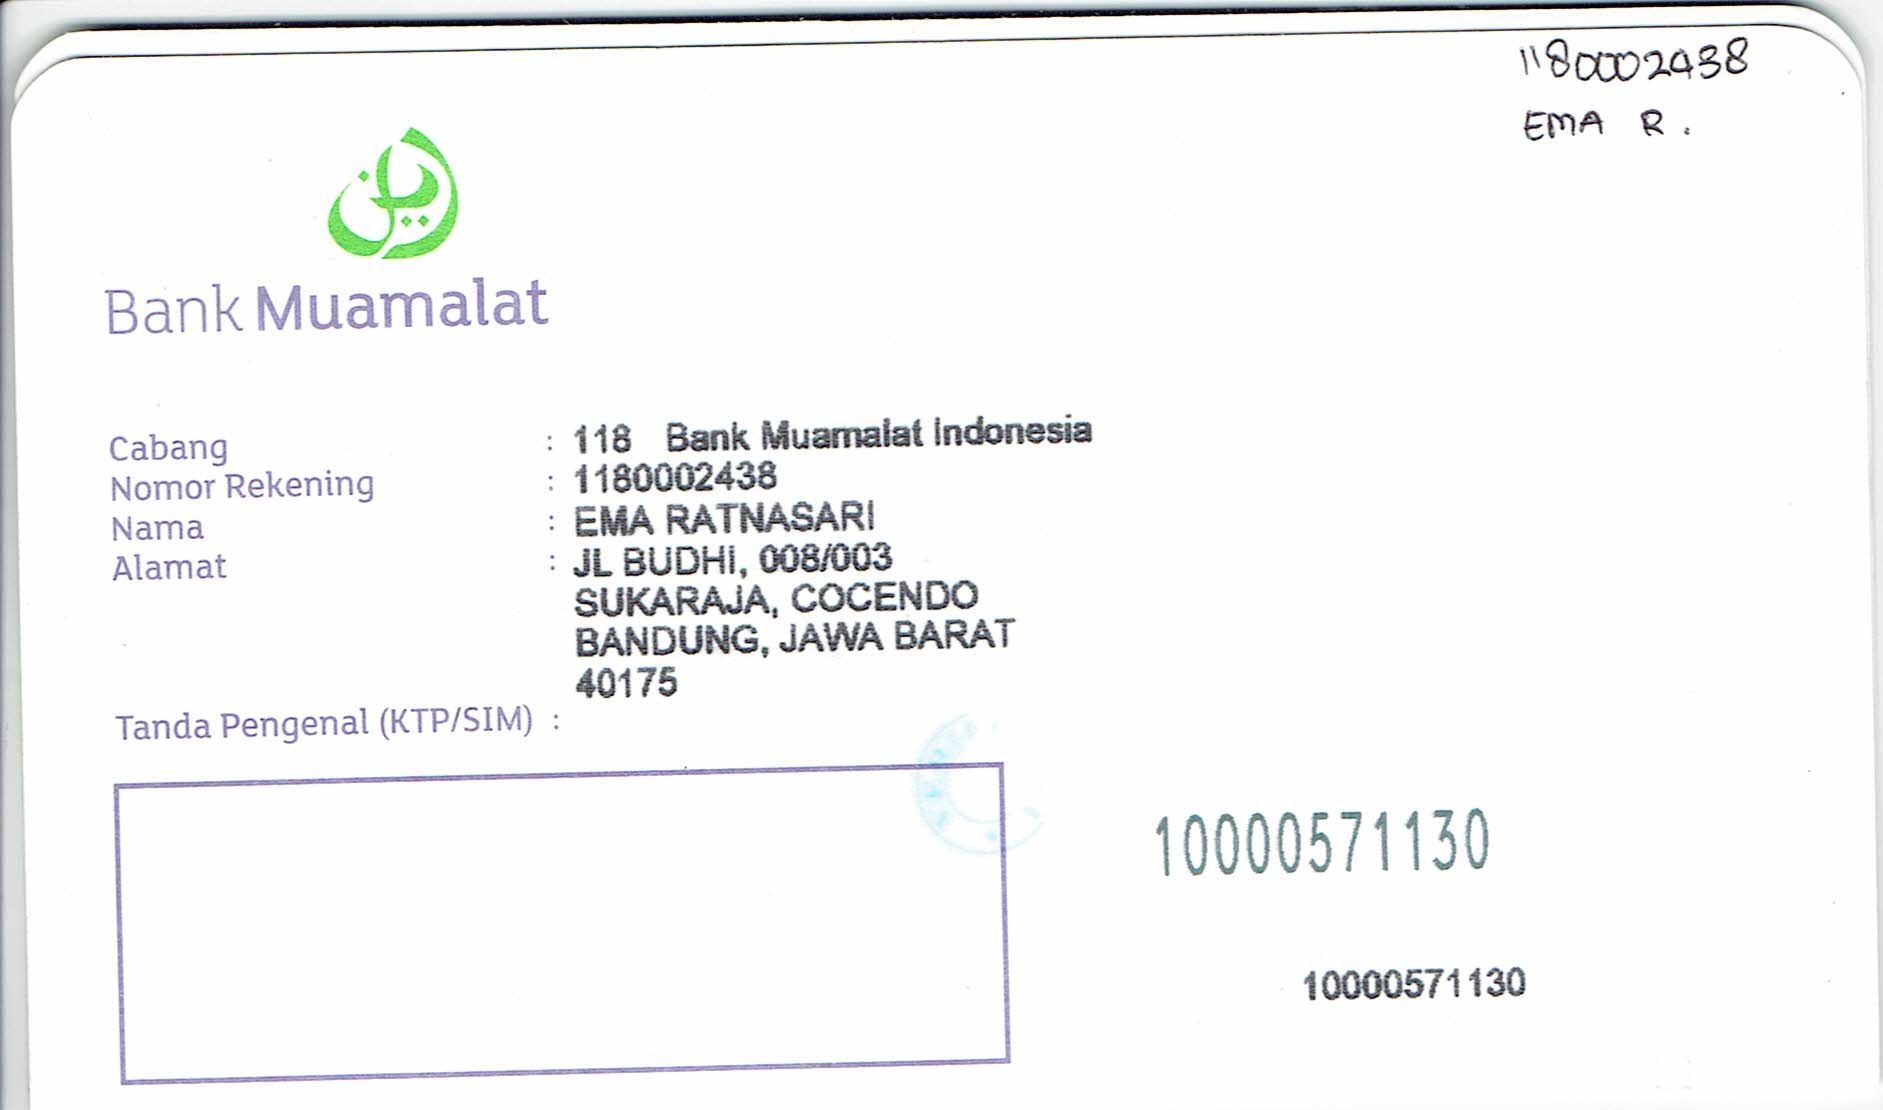 1180002438
EMA R.
Bank Muamalat
Cabang : 118 Bank Muamalat Indonesia
Nomor Rekening : 1180002438
Nama : EMA RATNASARI
Alamat : JL BUDHI, 008/003
SUKARAJA, COCENDO
BANDUNG, JAWA BARAT
40175
Tanda Pengenal (KTP/SIM) :
10000571130
10000571130